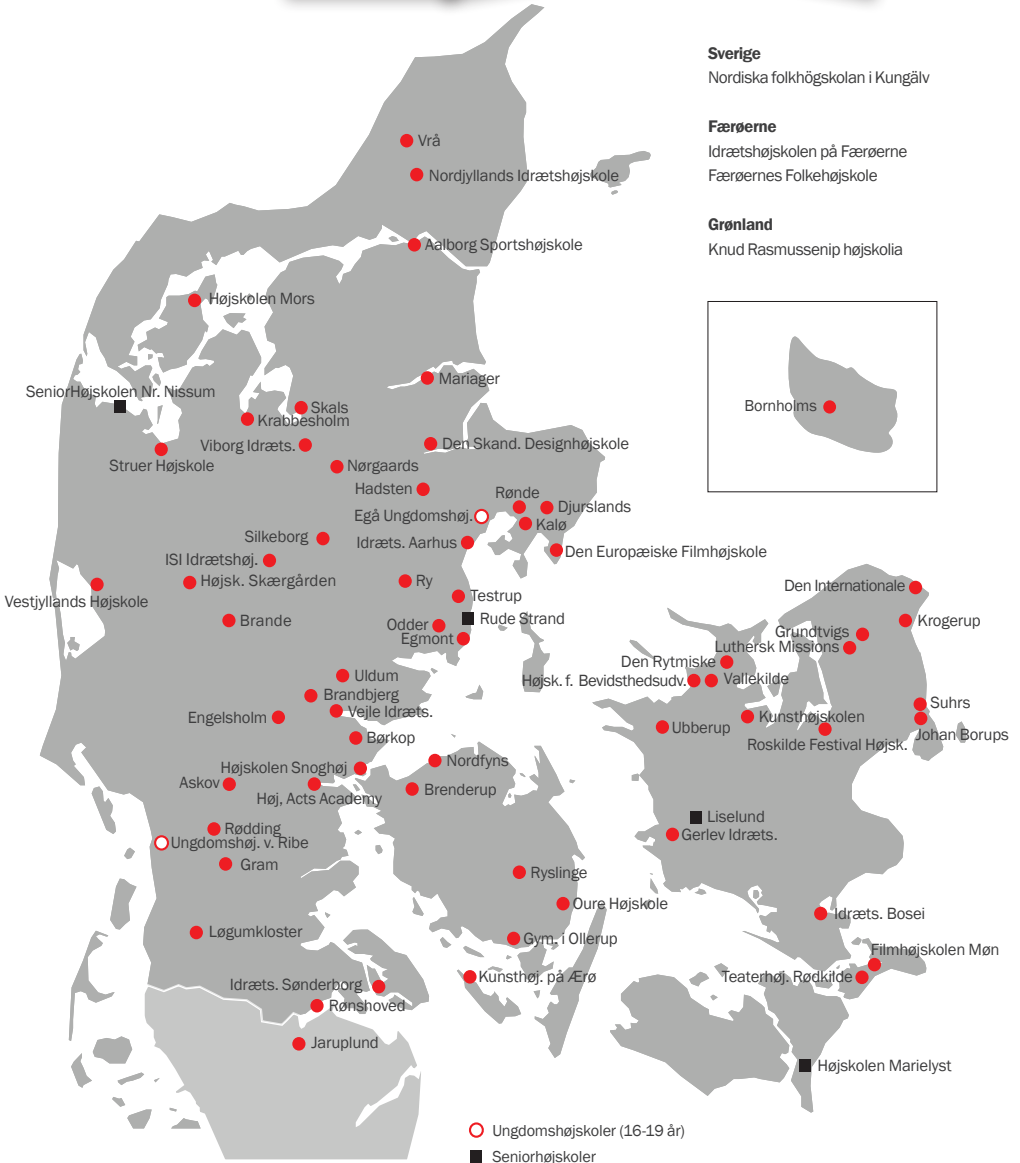 Sverige
Nordiska folkhögskolan i Kungälv
Færøerne
Idrætshøjskolen på Færøerne
Færøernes Folkehøjskole
Grønland
Knud Rasmussenip højskolia
Vrå
Nordjyllands Idrætshøjskole
Aalborg Sportshøjskole
Højskolen Mors
Mariager
SeniorHøjskolen Nr. Nissum
Skals
Krabbesholm
Bornholms
Viborg Idræts.
Den Skand. Designhøjskole
Struer Højskole
Nørgaards
Hadsten
Rønde
Djurslands
Egå Ungdomshøj.
Kalø
Silkeborg
Idræts. Aarhus
Den Europæiske Filmhøjskole
ISI Idrætshøj.
Højsk. Skærgården
Ry
Den Internationale
Vestjyllands Højskole
Testrup
Brande
Rude Strand
Krogerup
Odder
Egmont
Grundtvigs
Luthersk Missions
Den Rytmiske
Uldum
Højsk. f. Bevidsthedsudv.
Vallekilde
Brandbjerg
Vejle Idræts.
Suhrs
Engelsholm
Kunsthøjskolen
Ubberup
Johan Borups
Børkop
Roskilde Festival Højsk.
Nordfyns
Højskolen Snoghøj
Askov
Brenderup
Høj, Acts Academy
Liselund
Rødding
Gerlev Idræts.
Ungdomshøj. v. Ribe
Gram
Ryslinge
Oure Højskole
Idræts. Bosei
Løgumkloster
Gym. i Ollerup
Filmhøjskolen Møn
Kunsthøj. på Ærø
Teaterhøj. Rødkilde
Idræts. Sønderborg
Rønshoved
Jaruplund
Højskolen Marielyst
Ungdomshøjskoler (16-19 år)
Seniorhøjskoler